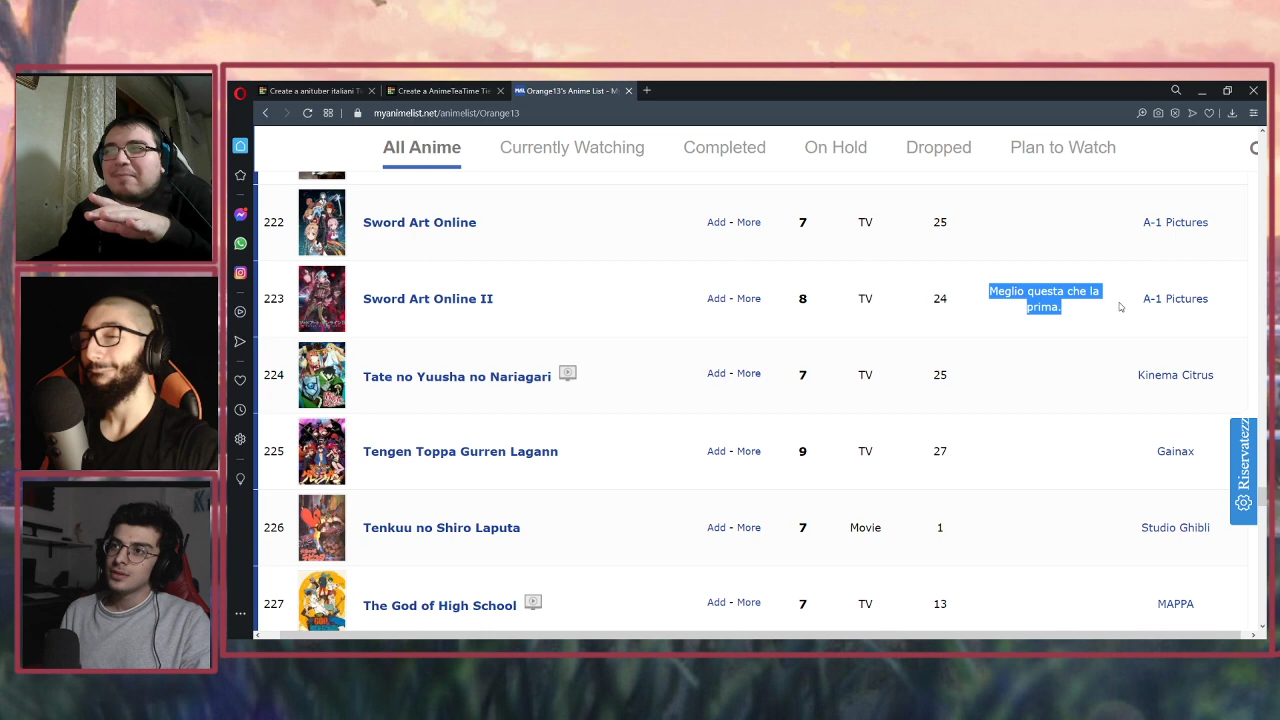 Create a anituber italiani Ti
Create a AnimeTeaTime Tie
Orange13's Anime List - My
myanimelist.net/animelist/Orange13
All Anime
Currently Watching
Completed
On Hold
Dropped
Plan to Watch
222 Sword Art Online Add - More 7 TV 25 A-1 Pictures
223 Sword Art Online II Add - More 8 TV 24 Meglio questa che la A-1 Pictures
prima.
224 Tate no Yuusha no Nariagari Add - More 7 TV 25 Kinema Citrus
225 Tengen Toppa Gurren Lagann Add - More 9 TV 27 Gainax
Riservatezz
226 Tenkuu no Shiro Laputa Add - More 7 Movie 1 Studio Ghibli
227 The God of High School Add - More 7 TV 13 MAPPA